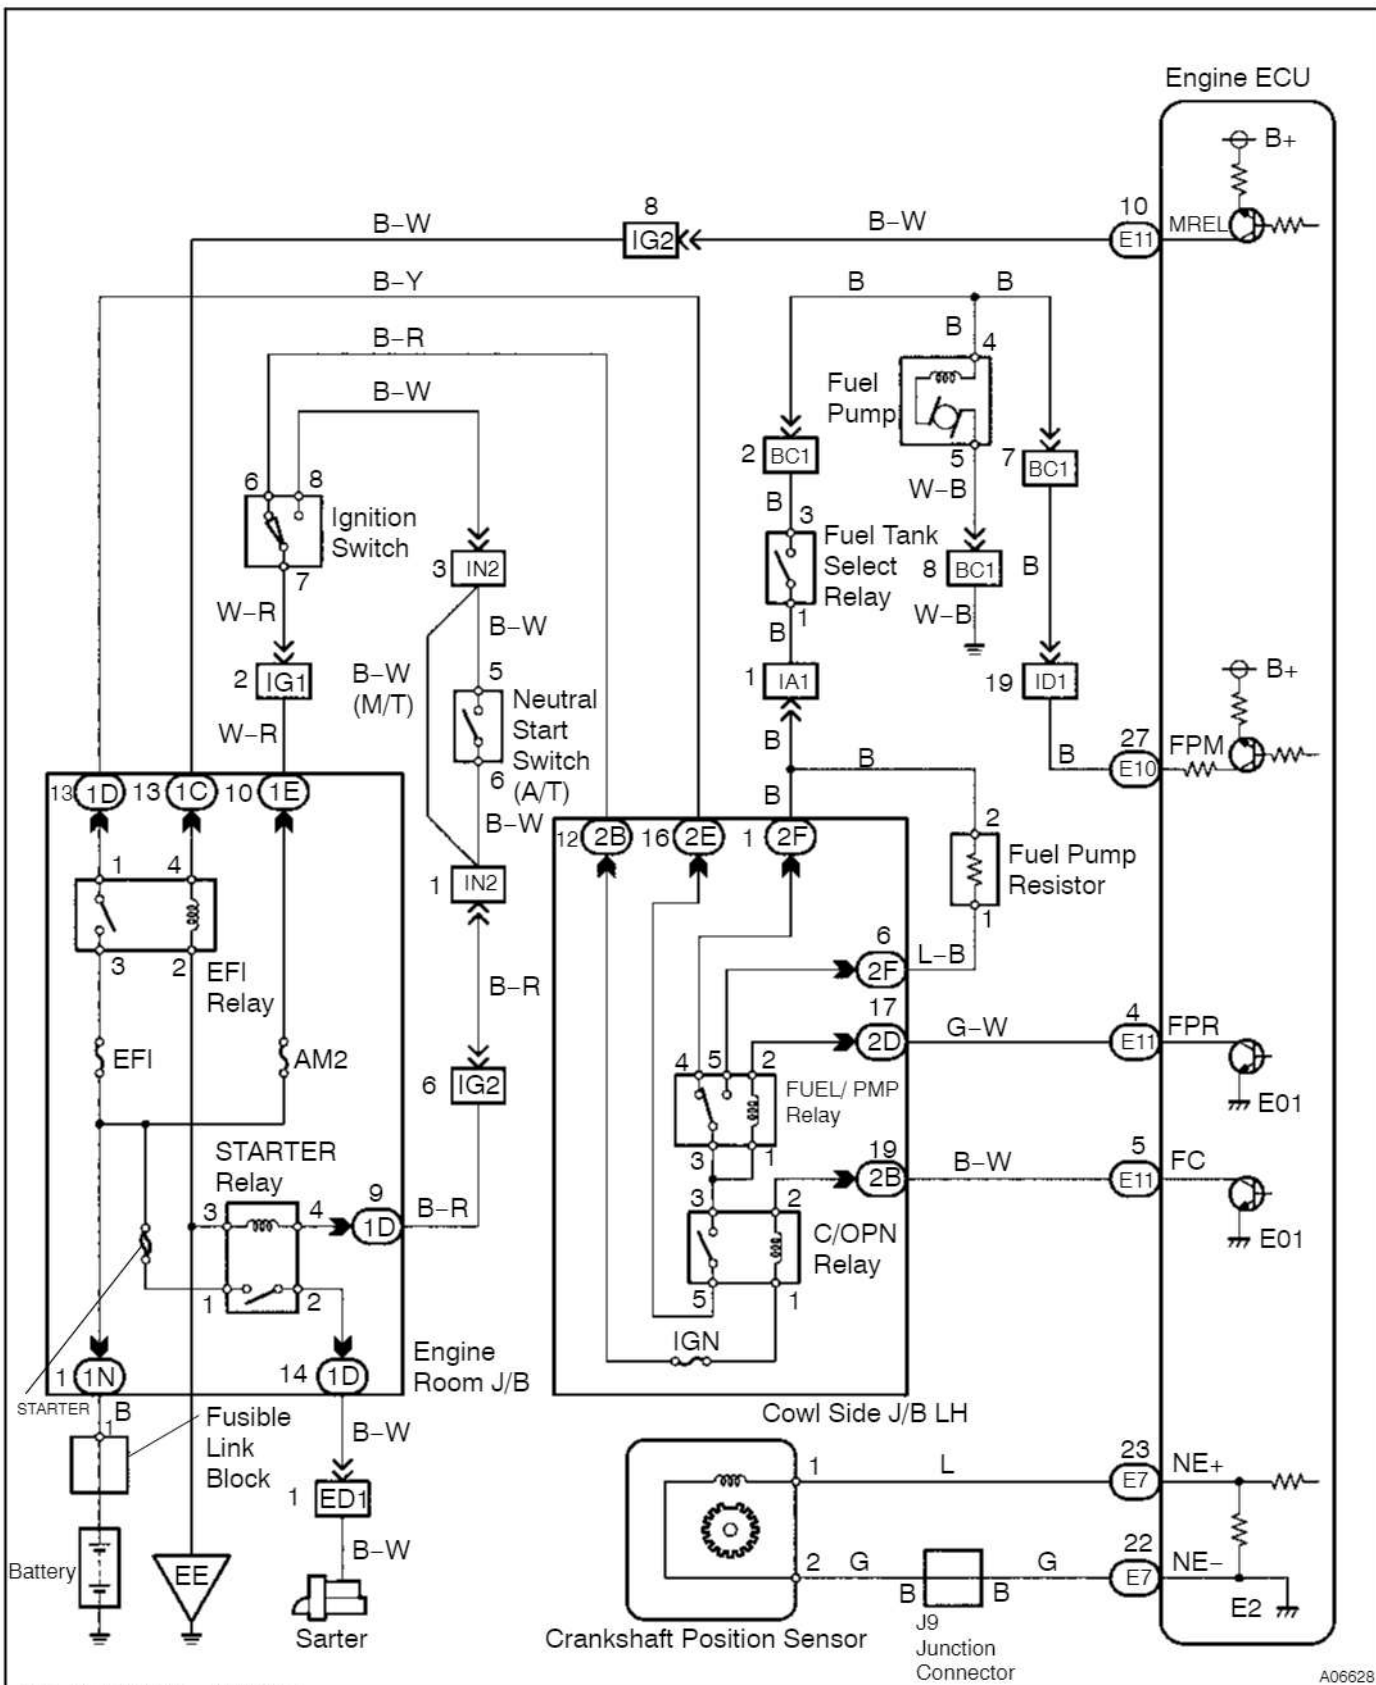 Engine ECU
B+
8
10
B–W
IG2
B–W
E11
MREL
B–Y
B
B
B–R
B
4
B–W
Fuel
Pump
6
8
2
BC1
5
7
BC1
Ignition
Switch
B
W–B
3
7
3
IN2
Fuel Tank
Select
Relay
8
BC1
B
W–R
B–W
1
W–B
B
B+
2
IG1
B–W
(M/T)
5
1
IA1
19
ID1
W–R
Neutral
Start
Switch
(A/T)
B
B
B
27
E10
FPM
6
13
1D
13
1C
10
1E
B–W
B
2
12
2B
16
2E
1
2F
1
4
1
IN2
Fuel Pump
Resistor
1
3
2
EFI
Relay
6
2F
L–B
B–R
17
2D
G–W
4
E11
FPR
EFI
AM2
6
IG2
4
5
2
FUEL/ PMP
Relay
E01
STARTER
Relay
3
1
19
2B
B–W
5
E11
FC
3
4
9
1D
B–R
3
2
C/OPN
Relay
E01
1
2
5
1
IGN
Engine
Room J/B
1
1N
14
1D
STARTER
B
1
Fusible
Link
Block
B–W
Cowl Side J/B LH
1
ED1
1
L
23
E7
NE+
B–W
Battery
EE
2
G
B
B
G
22
E7
NE–
E2
Sarter
Crankshaft Position Sensor
J9
Junction
Connector
A06628